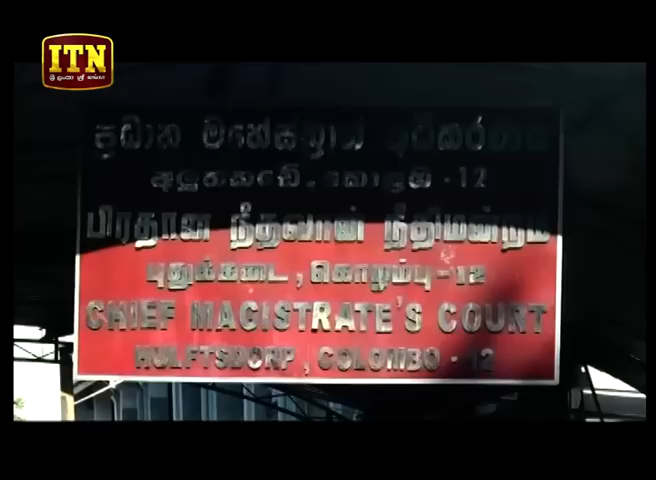 ITN
ප්‍රධාන මහේස්ත්‍රාත් අධිකරණය
අලුත්කඩේ, කොළඹ - 12
பிரதான நீதவான் நீதிமன்றம்
புதுக்கடை, கொழும்பு - 12
CHIEF MAGISTRATE'S COURT
HULFTSDORP, COLOMBO - 12